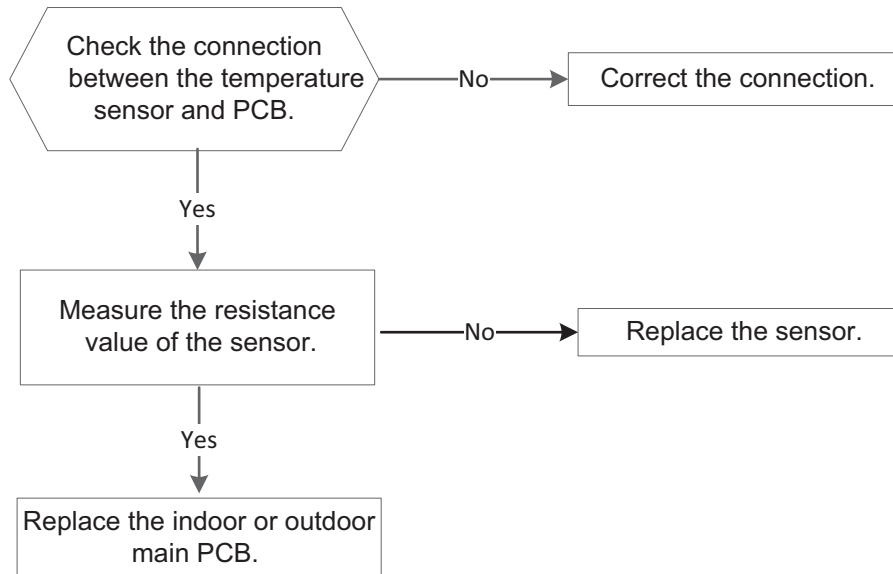 Check the connection
between the temperature
sensor and PCB.
No
Correct the connection.
Yes
Measure the resistance
value of the sensor.
No
Replace the sensor.
Yes
Replace the indoor or outdoor
main PCB.